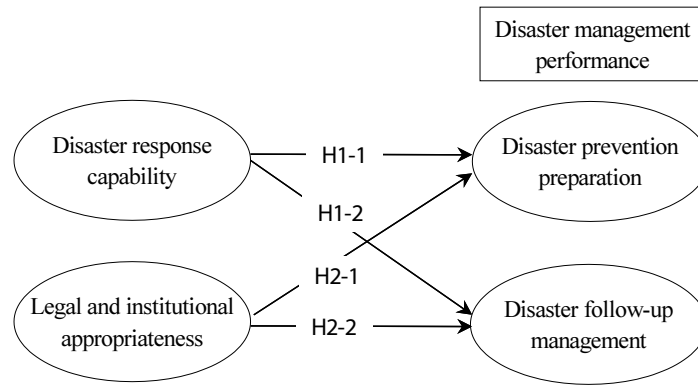 Disaster management
performance
Disaster response
capability
H1-1
Disaster prevention
preparation
H1-2
H2-1
Legal and institutional
appropriateness
H2-2
Disaster follow-up
management